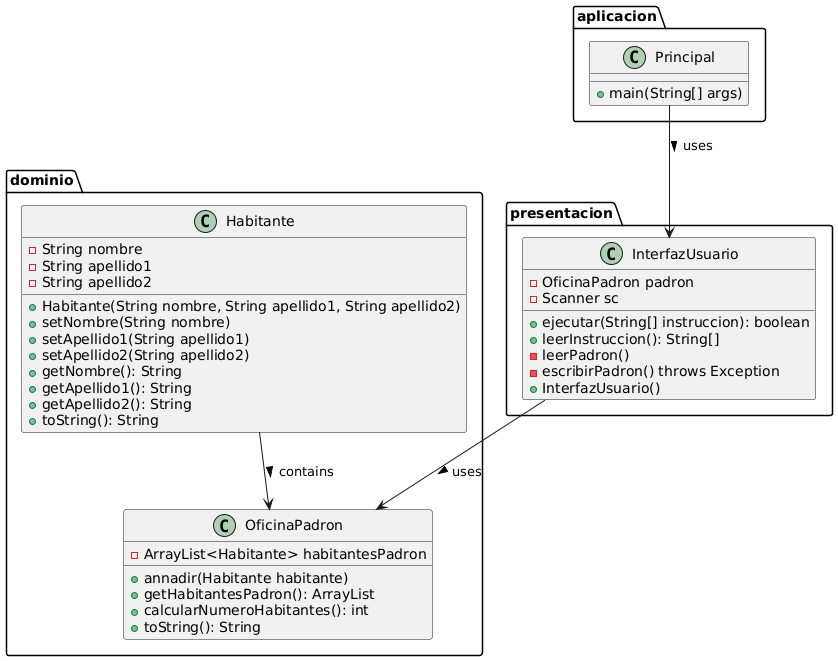 aplicacion
C Principal
main(String[] args)
uses
dominio
C Habitante
String nombre
String apellido1
String apellido2
Habitante(String nombre, String apellido1, String apellido2)
setNombre(String nombre)
setApellido1(String apellido1)
setApellido2(String apellido2)
getNombre(): String
getApellido1(): String
getApellido2(): String
toString(): String
presentacion
C InterfazUsuario
OficinaPadron padron
Scanner sc
ejecutar(String[] instruccion): boolean
leerInstruccion(): String[]
leerPadron()
escribirPadron() throws Exception
InterfazUsuario()
contains
uses
C OficinaPadron
ArrayList<Habitante> habitantesPadron
annadir(Habitante habitante)
getHabitantesPadron(): ArrayList
calcularNumeroHabitantes(): int
toString(): String